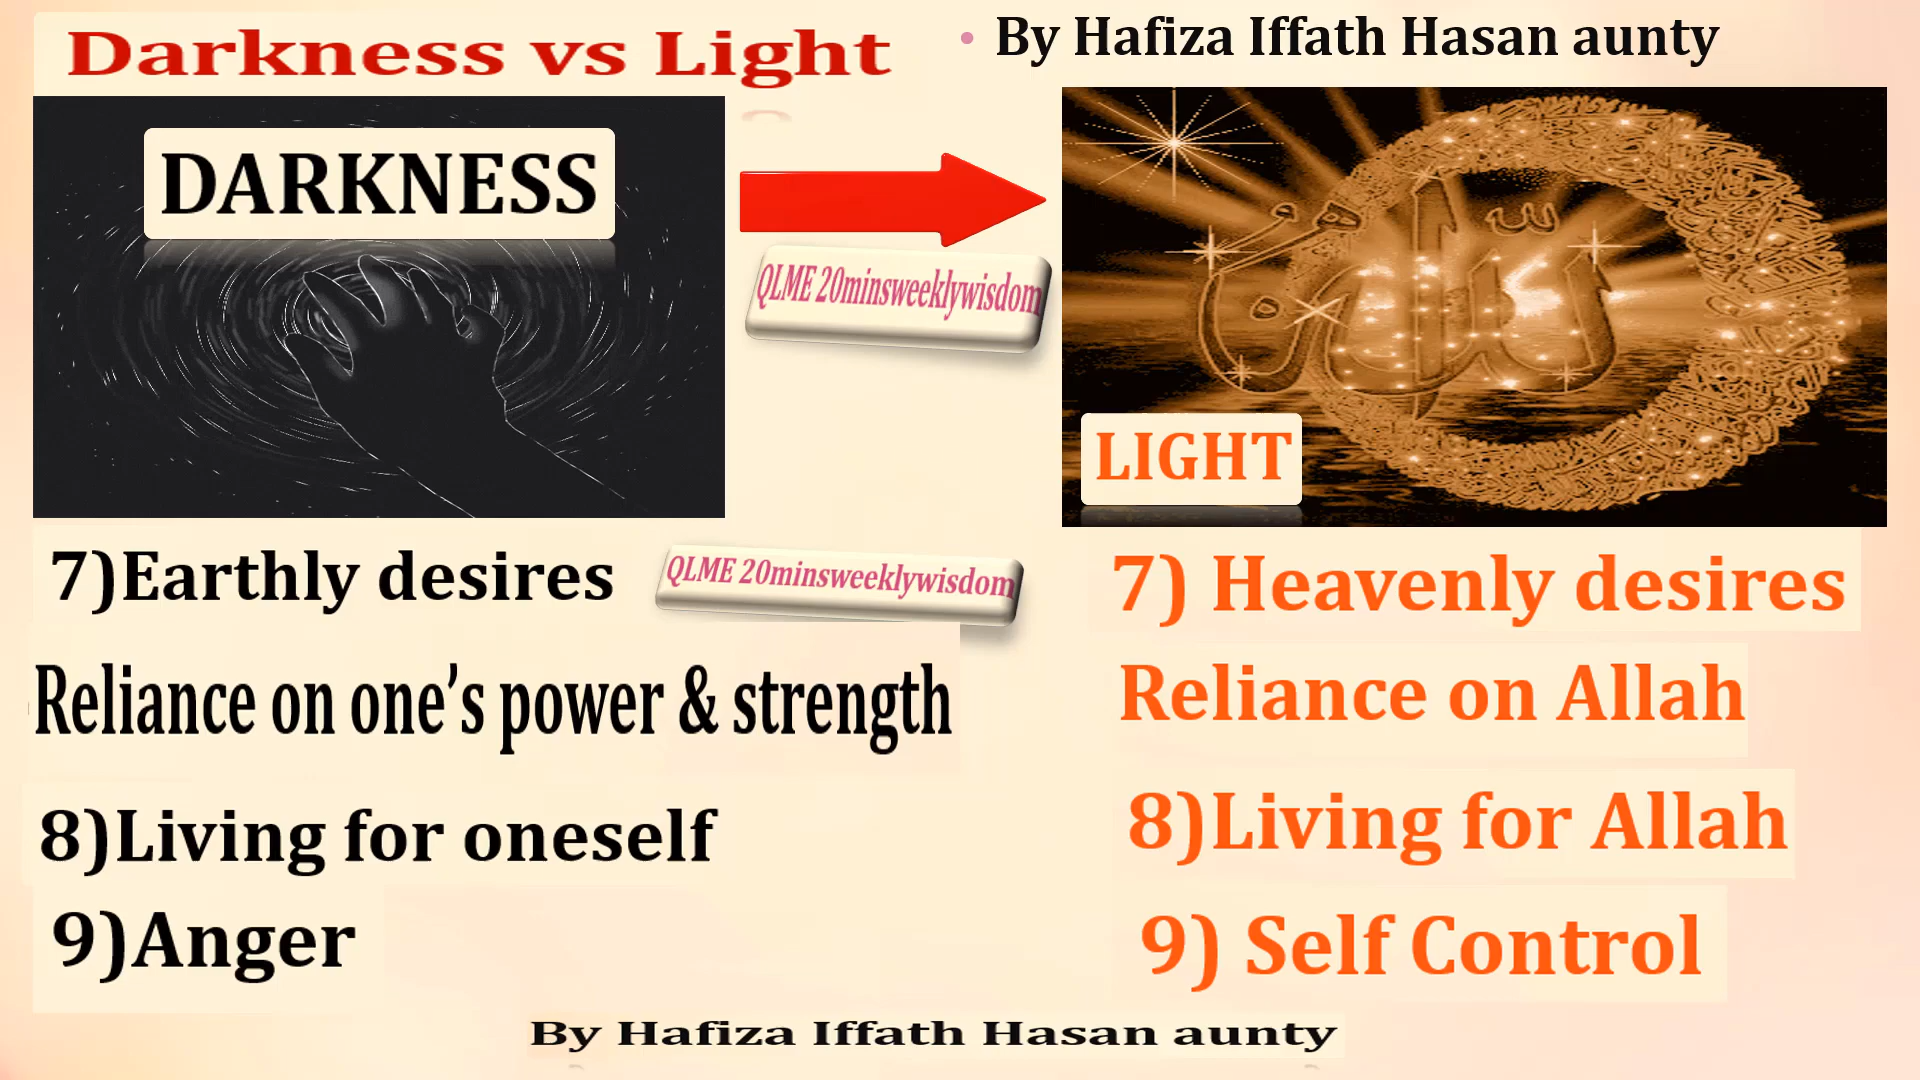 Darkness vs Light
• By Hafiza Iffath Hasan aunty
DARKNESS
QLME 20minsweeklywisdom
هو الله
LIGHT
7)Earthly desires
QLME 20minsweeklywisdom
7) Heavenly desires
Reliance on one’s power & strength
Reliance on Allah
8)Living for oneself
8)Living for Allah
9)Anger
9) Self Control
By Hafiza Iffath Hasan aunty